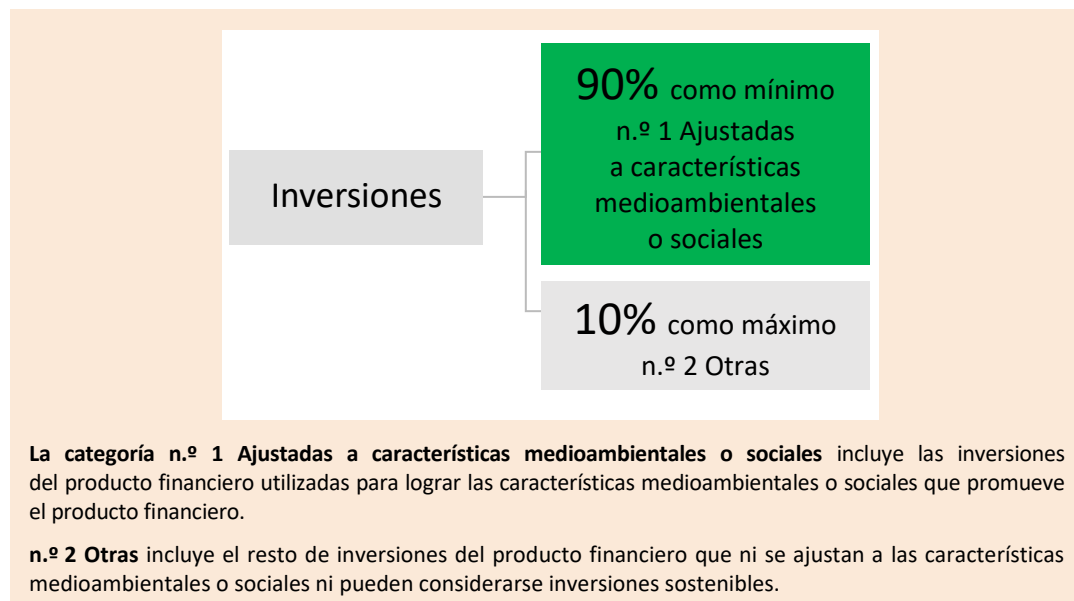 Inversiones
90% como mínimo
n.º 1 Ajustadas
a características
medioambientales
o sociales
10% como máximo
n.º 2 Otras
La categoría n.º 1 Ajustadas a características medioambientales o sociales incluye las inversiones
del producto financiero utilizadas para lograr las características medioambientales o sociales que promueve
el producto financiero.
n.º 2 Otras incluye el resto de inversiones del producto financiero que ni se ajustan a las características
medioambientales o sociales ni pueden considerarse inversiones sostenibles.